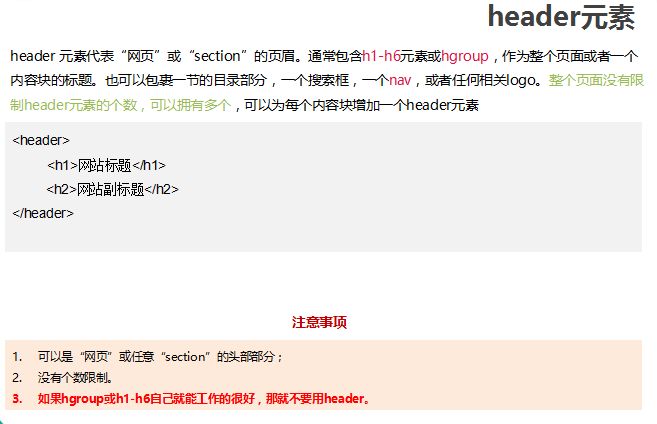 header元素
header 元素代表“网页”或“section”的页眉。通常包含h1-h6元素或hgroup，作为整个页面或者一个
内容块的标题。也可以包裹一节的目录部分，一个搜索框，一个nav，或者任何相关logo。整个页面没有限
制header元素的个数，可以拥有多个，可以为每个内容块增加一个header元素
<header>
<h1>网站标题</h1>
<h2>网站副标题</h2>
</header>
注意事项
1. 可以是“网页”或任意“section”的头部部分；
2. 没有个数限制。
3. 如果hgroup或h1-h6自己就能工作的很好，那就不要用header。